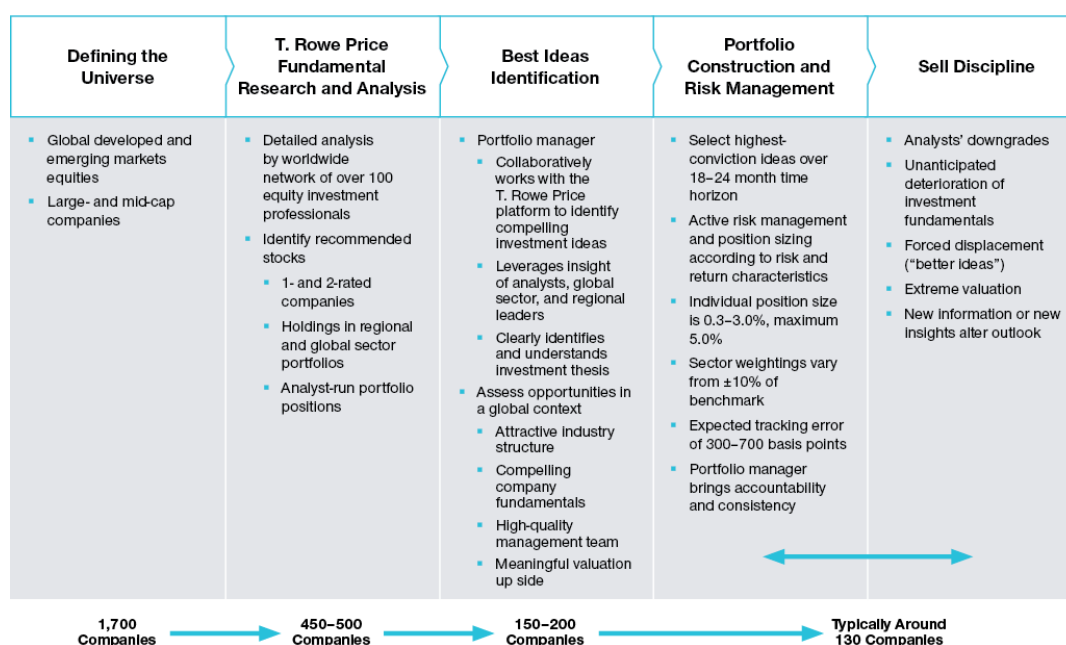 Defining the
Universe
T. Rowe Price
Fundamental
Research and Analysis
Best Ideas
Identification
Portfolio
Construction and
Risk Management
Sell Discipline
Global developed and
emerging markets
equities
Large- and mid-cap
companies
Detailed analysis
by worldwide
network of over 100
equity investment
professionals
Identify recommended
stocks
1- and 2-rated
companies
Holdings in regional
and global sector
portfolios
Analyst-run portfolio
positions
Portfolio manager
Collaboratively
works with the
T. Rowe Price
platform to identify
compelling
investment ideas
Leverages insight
of analysts, global
sector, and regional
leaders
Clearly identifies
and understands
investment thesis
Assess opportunities in
a global context
Attractive industry
structure
Compelling
company
fundamentals
High-quality
management team
Meaningful valuation
up side
Select highest-
conviction ideas over
18–24 month time
horizon
Active risk management
and position sizing
according to risk and
return characteristics
Individual position size
is 0.3–3.0%, maximum
5.0%
Sector weightings vary
from ±10% of
benchmark
Expected tracking error
of 300–700 basis points
Portfolio manager
brings accountability
and consistency
Analysts' downgrades
Unanticipated
deterioration of
investment
fundamentals
Forced displacement
("better ideas")
Extreme valuation
New information or new
insights alter outlook
1,700
Companies
450–500
Companies
150–200
Companies
Typically Around
130 Companies